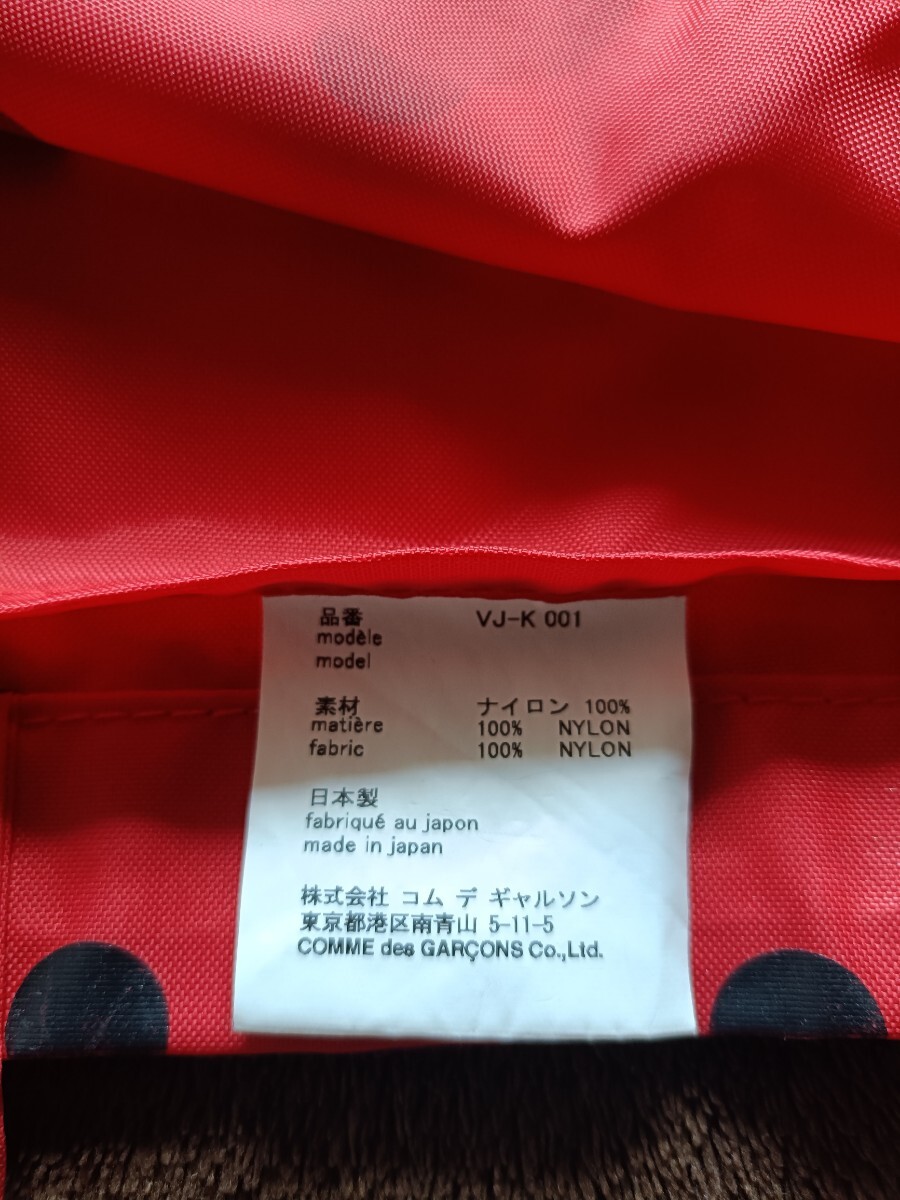 品番 VJ-K 001
modèle
model
素材 ナイロン 100%
matière 100% NYLON
fabric 100% NYLON
日本製
fabriqué au japon
made in japan
株式会社 コム デ ギャルソン
東京都港区南青山 5-11-5
COMME des GARÇONS Co.,Ltd.